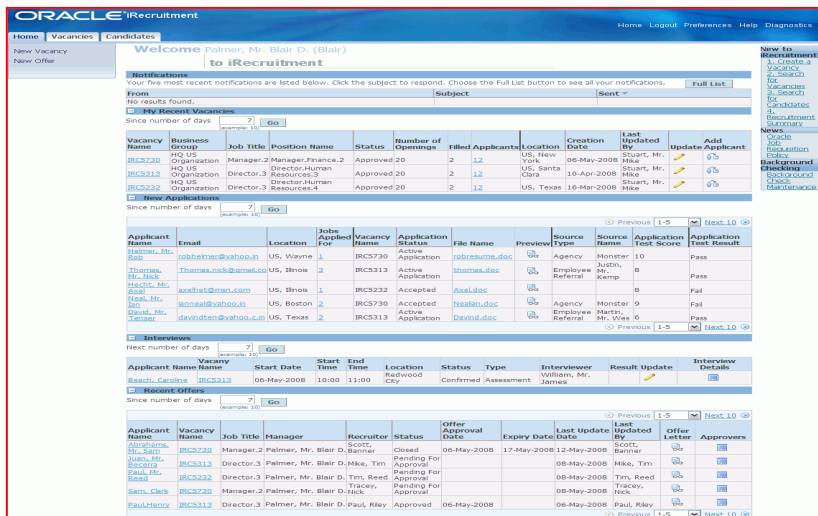 ORACLE iRecruitment
Home Logout Preferences Help Diagnostics
Home Vacancies Candidates
New Vacancy
New Offer
Welcome Palmer, Mr. Blair D. (Blair)
to iRecruitment
Notifications
Your five most recent notifications are listed below. Click the subject to respond. Choose the Full List button to see all your notifications. Full List
From Subject Sent
No results found.
My Recent Vacancies
Since number of days 7 Go
(example: 10)
Vacancy Name Business Group Job Title Position Name Status Number of Openings Filled Applicants Location Creation Date Last Updated By Update Add Applicant
IRC5730 HQ US Organization Manager.2 Manager.Finance.2 Approved 20 2 12 US, New York 06-May-2008 Stuart, Mr. Mike
IRC5313 HQ US Organization Director.3 Director.Human Resources.3 Approved 20 2 12 US, Santa Clara 10-Apr-2008 Stuart, Mr. Mike
IRC5232 HQ US Organization Director.3 Director.Human Resources.4 Approved 20 2 12 US, Texas 16-Mar-2008 Stuart, Mr. Mike
New Applications
Since number of days 7 Go
(example: 10)
Previous 1-5 Next 10
Applicant Name Email Location Jobs Applied For Vacancy Name Application Status File Name Preview Source Type Source Name Application Test Score Application Test Result
Helmer, Mr. Rob robhelmer@yahoo.in US, Wayne 1 IRC5730 Active Application robresume.doc Agency Monster 10 Pass
Thomas, Mr. Nick Thomas.nick@gmail.co US, Illnois 3 IRC5313 Active Application thomas.doc Employee Referral Justin, Mr. Kemp 8 Pass
Hecht, Mr. Axel axelhet@msn.com US, Illnois 1 IRC5232 Accepted Axel.doc 8 Fail
Neal, Mr. Ian ianneal@yahoo.in US, Boston 2 IRC5730 Accepted Nealan.doc Agency Monster 9 Fail
David, Mr. Tenser davindten@yahoo.c.in US, Texas 2 IRC5313 Active Application Davind.doc Employee Referral Martin, Mr. Wes 6 Pass
Previous 1-5 Next 10
Interviews
Next number of days 7 Go
(example: 10)
Applicant Name Vacany Name Start Date Start Time End Time Location Status Type Interviewer Result Update Interview Details
Beach, Caroline IRC5313 06-May-2008 10:00 11:00 Redwood City Confirmed Assessment William, Mr. James
Recent Offers
Since number of days 7 Go
(example: 10)
Previous 1-5 Next 10
Applicant Name Vacancy Name Job Title Manager Recruiter Status Offer Approval Date Expiry Date Last Update Date Last Updated By Offer Letter Approvers
Abrahams, Mr. Sam IRC5730 Manager.2 Palmer, Mr. Blair D. Scott, Banner Closed 06-May-2008 17-May-2008 12-May-2008 Scott, Banner
Juan, Mr. Becerra IRC5313 Director.3 Palmer, Mr. Blair D. Mike, Tim Pending For Approval 08-May-2008 Mike, Tim
Paul, Mr. Reed IRC5232 Director.3 Palmer, Mr. Blair D. Tim, Reed Pending For Approval 08-May-2008 Tim, Reed
Sam, Clark IRC5730 Manager.2 Palmer, Mr. Blair D. Tracey, Nick Pending For Approval 08-May-2008 Tracey, Nick
Paul,Henry IRC5313 Director.3 Palmer, Mr. Blair D. Paul, Riley Approved 06-May-2008 06-May-2008 Paul, Riley
Previous 1-5 Next 10
New to iRecruitment
1. Create a Vacancy
2. Search for Vacancies
3. Search for Candidates
4. Recruitment Summary
News
Oracle Job Requisition Policy
Background Checking
Background Check Maintenance